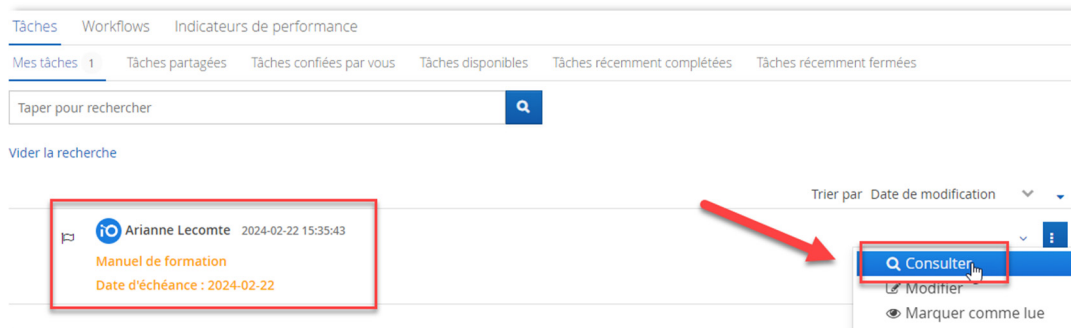 Tâches Workflows Indicateurs de performance
Mes tâches 1 Tâches partagées Tâches confiées par vous Tâches disponibles Tâches récemment complétées Tâches récemment fermées
Taper pour rechercher
Vider la recherche
Trier par Date de modification
iO Arianne Lecomte 2024-02-22 15:35:43
Manuel de formation
Date d'échéance : 2024-02-22
Consulter
Modifier
Marquer comme lue